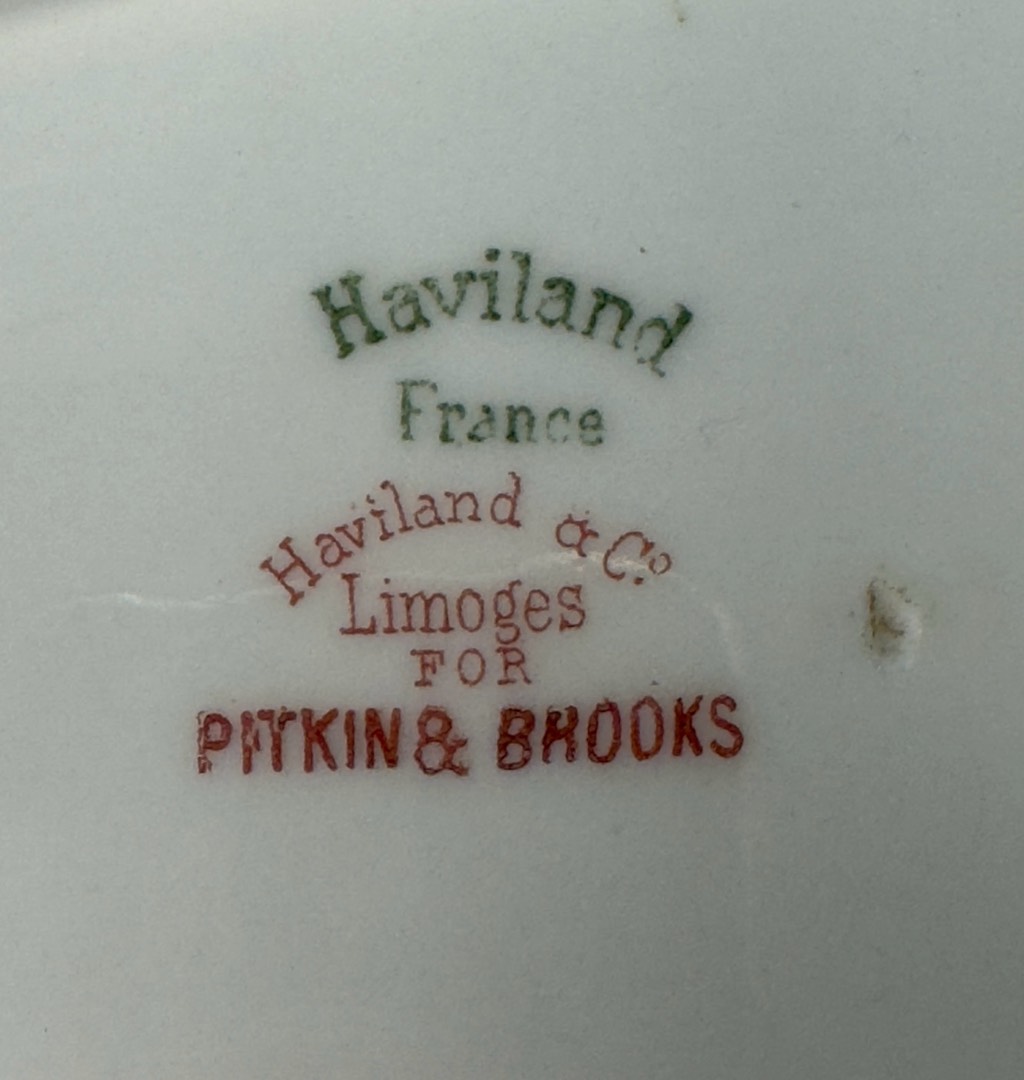 Haviland
France
Haviland & Co.
Limoges
FOR
PITKIN & BROOKS